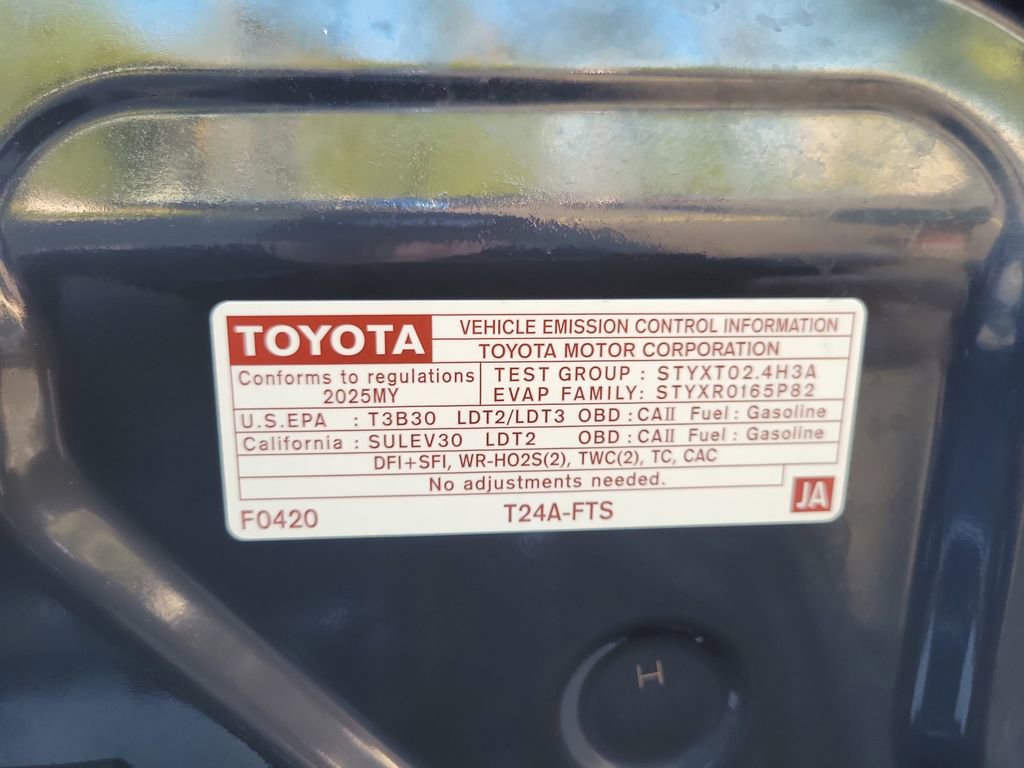 TOYOTA
VEHICLE EMISSION CONTROL INFORMATION
TOYOTA MOTOR CORPORATION
Conforms to regulations
2025MY
TEST GROUP : STYXT02.4H3A
EVAP FAMILY: STYXR0165P82
U.S.EPA : T3B30 LDT2/LDT3 OBD : CAII Fuel : Gasoline
California : SULEV30 LDT2 OBD : CAII Fuel : Gasoline
DFI+SFI, WR-HO2S(2), TWC(2), TC, CAC
No adjustments needed.
F0420
T24A-FTS
JA
H